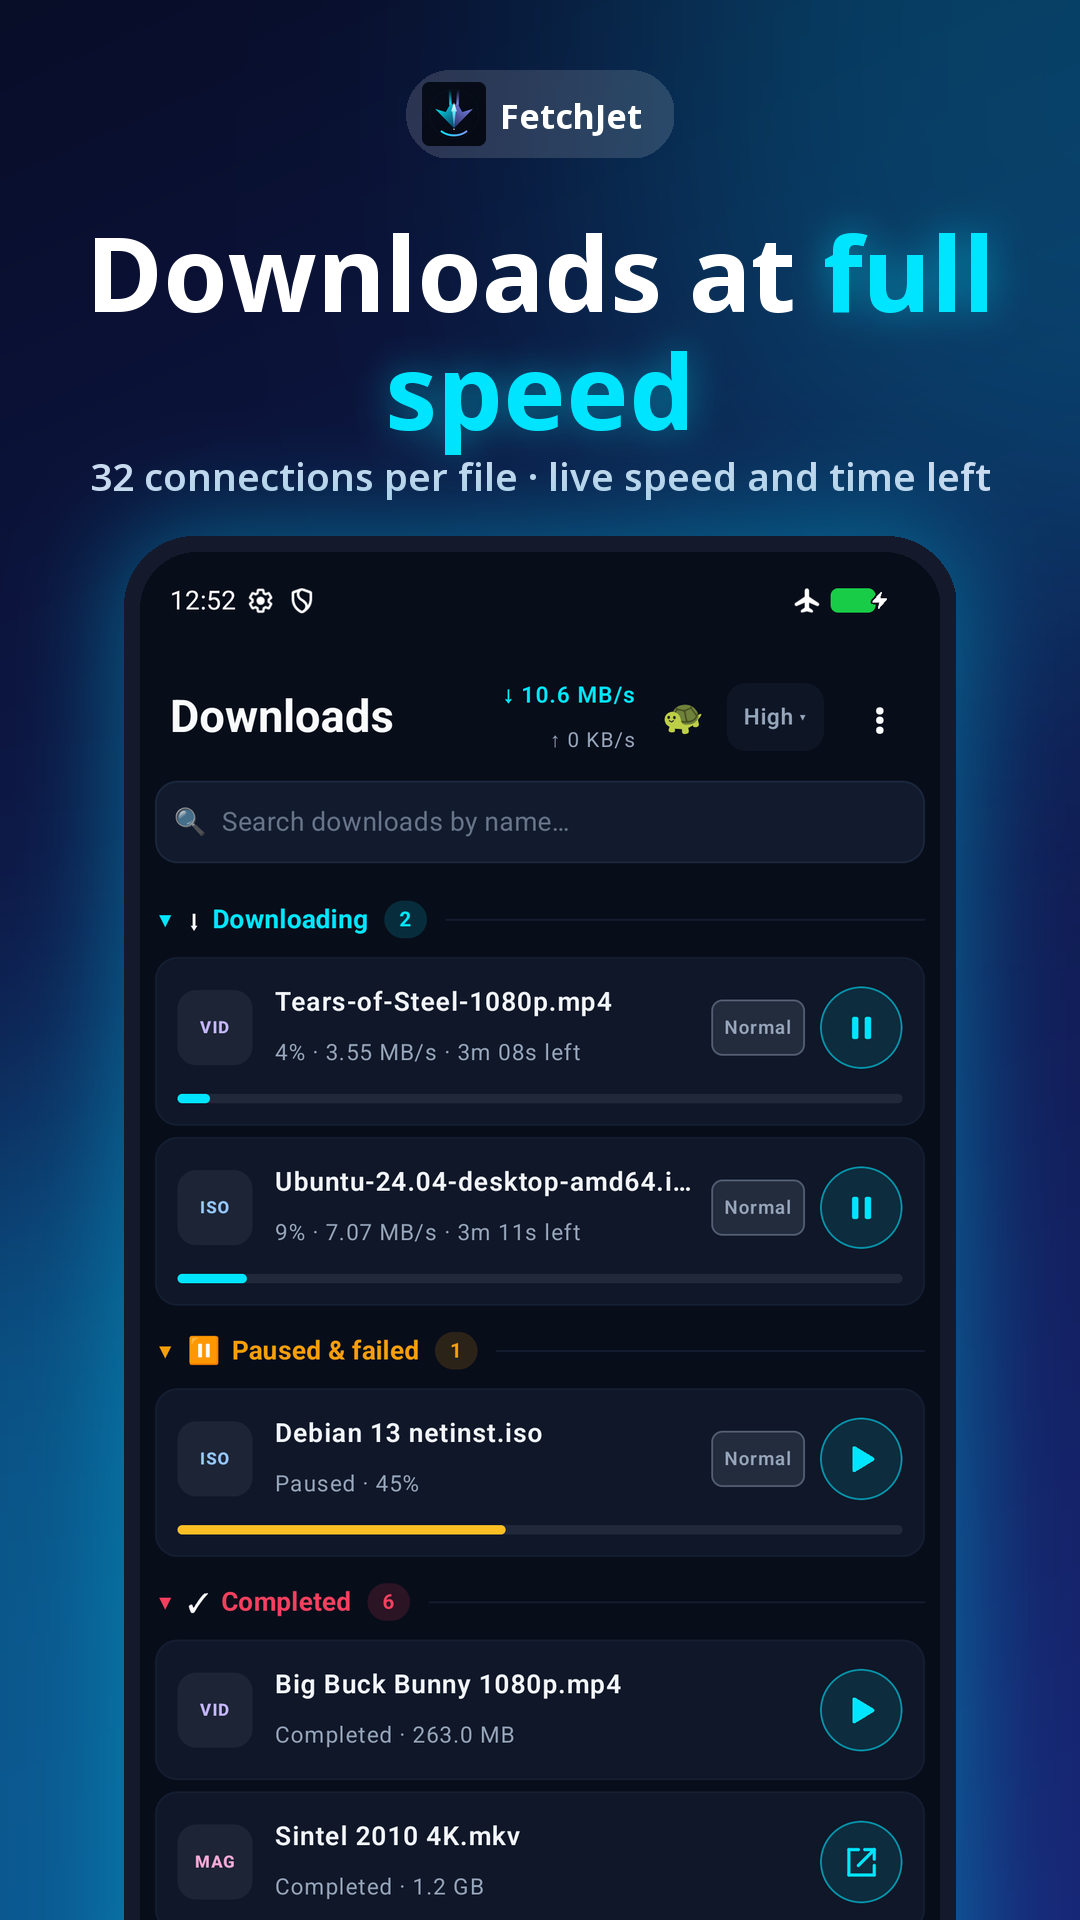 FetchJet
Downloads at full
speed
32 connections per file · live speed and time left
12:52
Downloads
↓ 10.6 MB/s
↑ 0 KB/s
High ▾
Search downloads by name...
▼ ↓ Downloading 2
VID
Tears-of-Steel-1080p.mp4
4% · 3.55 MB/s · 3m 08s left
Normal
ISO
Ubuntu-24.04-desktop-amd64.i...
9% · 7.07 MB/s · 3m 11s left
Normal
▼ Paused & failed 1
ISO
Debian 13 netinst.iso
Paused · 45%
Normal
▼ ✓ Completed 6
VID
Big Buck Bunny 1080p.mp4
Completed · 263.0 MB
MAG
Sintel 2010 4K.mkv
Completed · 1.2 GB